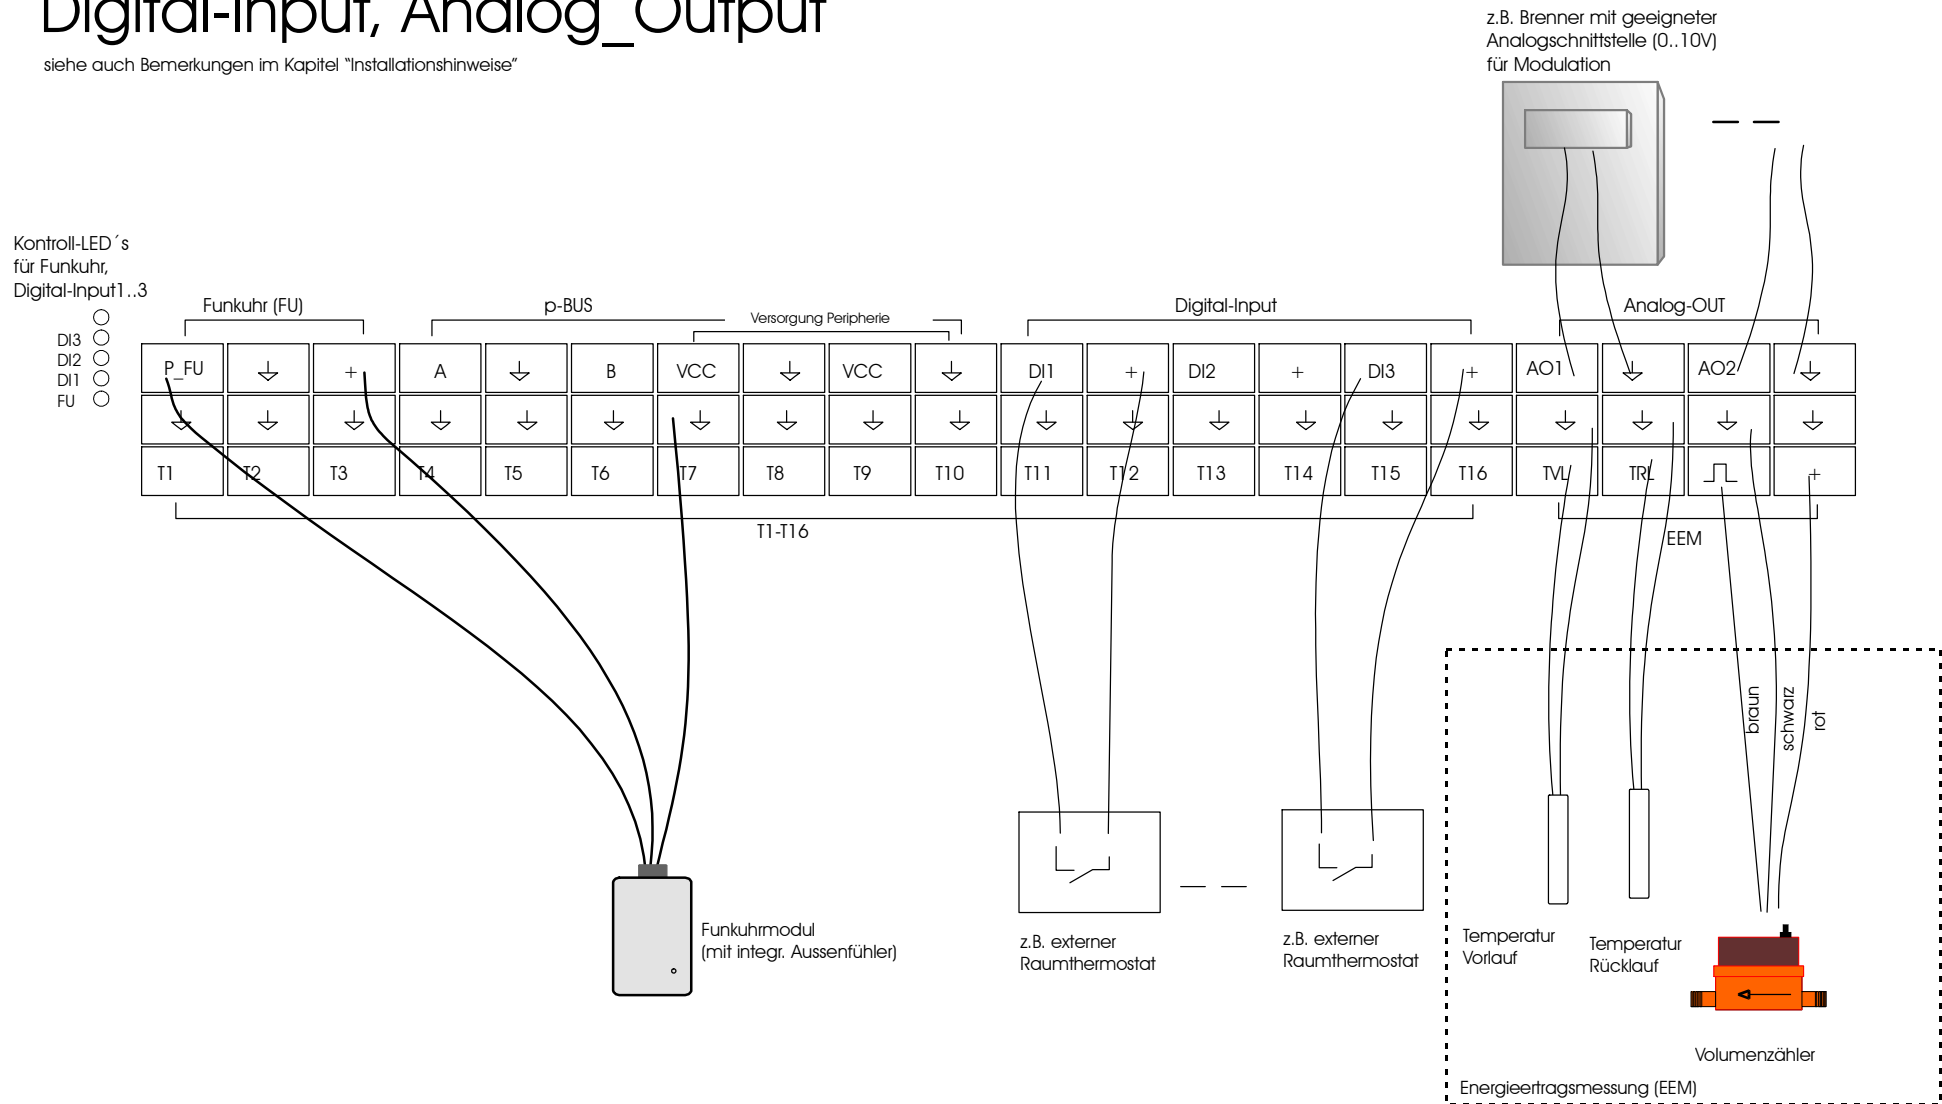 Digital-Input, Analog_Output
siehe auch Bemerkungen im Kapitel "Installationshinweise"
z.B. Brenner mit geeigneter
Analogschnittstelle (0..10V)
für Modulation
Kontroll-LED´s
für Funkuhr,
Digital-Input1..3
DI3
DI2
DI1
FU
Funkuhr (FU)
p-BUS
Versorgung Peripherie
Digital-Input
Analog-OUT
P_FU + A B VCC VCC DI1 + DI2 + DI3 + AO1 AO2
T1 T2 T3 T4 T5 T6 T7 T8 T9 T10 T11 T12 T13 T14 T15 T16 TVL TRL +
T1-T16
EEM
braun
schwarz
rot
Funkuhrmodul
(mit integr. Aussenfühler)
z.B. externer
Raumthermostat
z.B. externer
Raumthermostat
Temperatur
Vorlauf
Temperatur
Rücklauf
Volumenzähler
Energieertragsmessung (EEM)